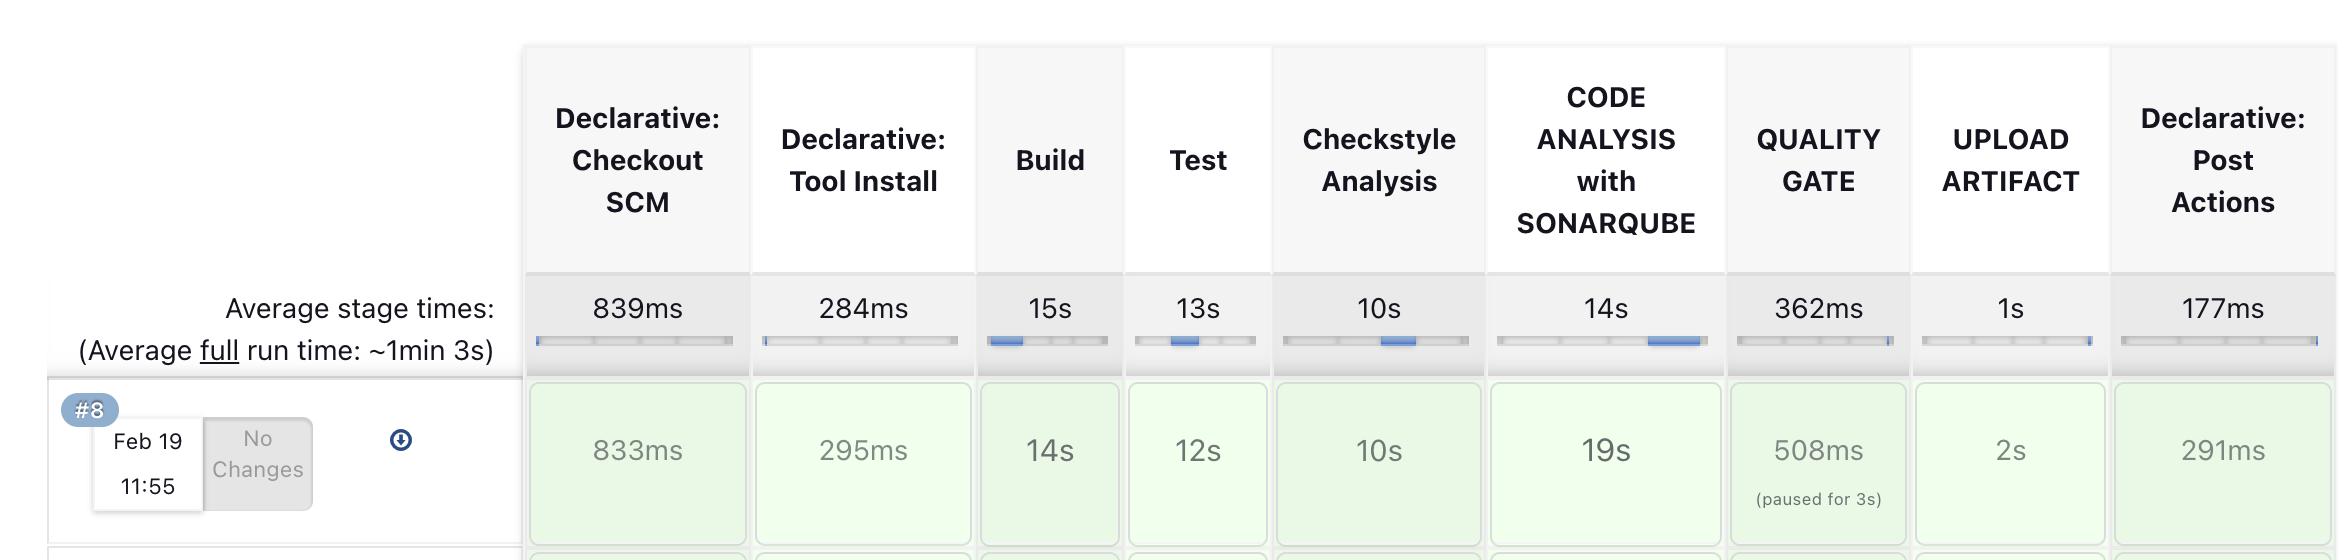 Declarative:
Checkout
SCM
Declarative:
Tool Install
Build
Test
Checkstyle
Analysis
CODE
ANALYSIS
with
SONARQUBE
QUALITY
GATE
UPLOAD
ARTIFACT
Declarative:
Post
Actions
Average stage times:
(Average full run time: ~1min 3s)
839ms
284ms
15s
13s
10s
14s
362ms
1s
177ms
#8
Feb 19
11:55
No
Changes
833ms
295ms
14s
12s
10s
19s
508ms
(paused for 3s)
2s
291ms